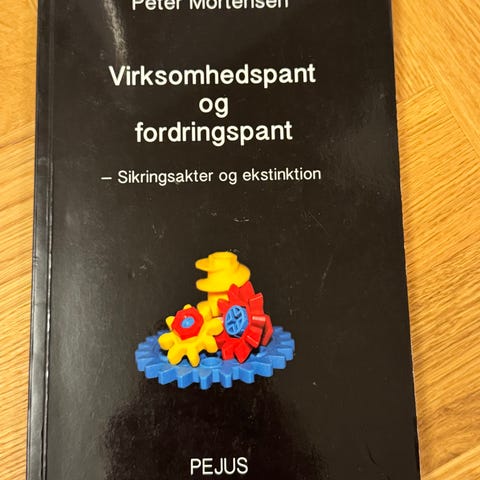 Peter Mortensen
Virksomhedspant
og
fordringspant
– Sikringsakter og ekstinktion
PEJUS